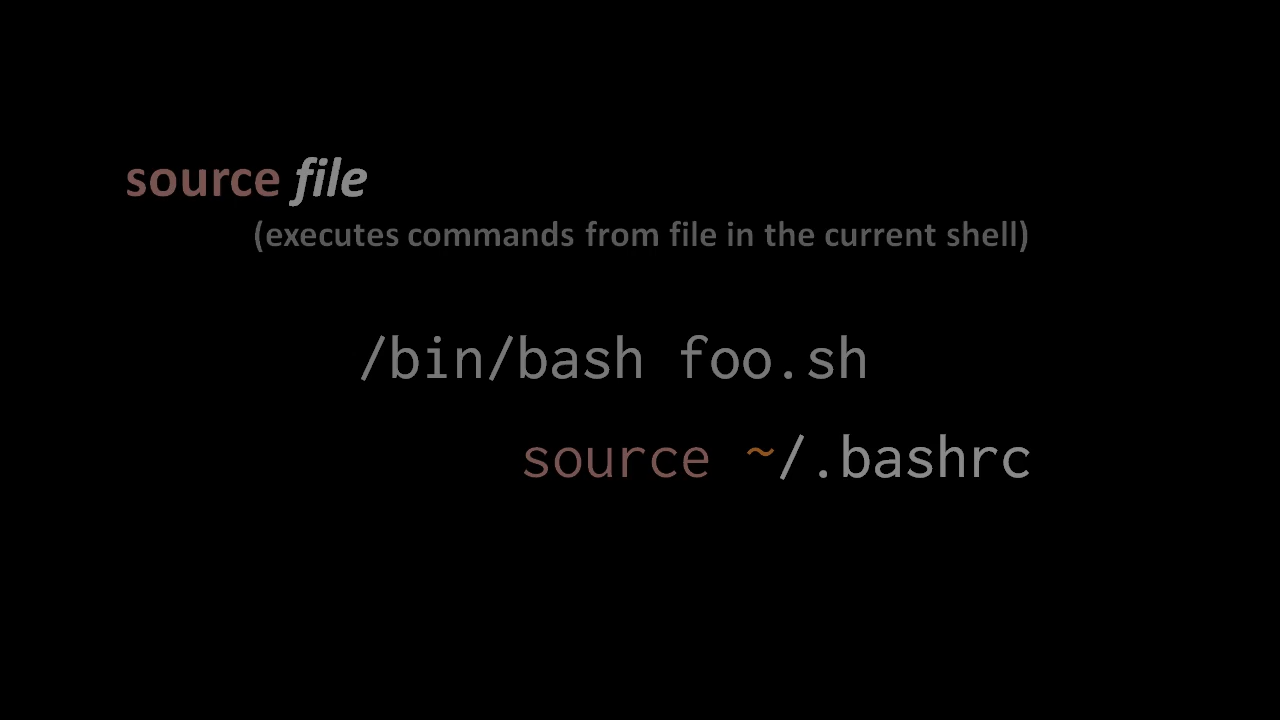 source file
(executes commands from file in the current shell)
/bin/bash foo.sh
source ~/.bashrc